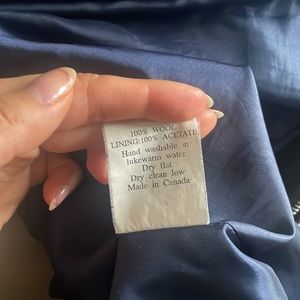 100% WOOL
LINING:100% ACETATE
Hand washable in
lukewarm water
Dry flat
Dry clean low
Made in Canada